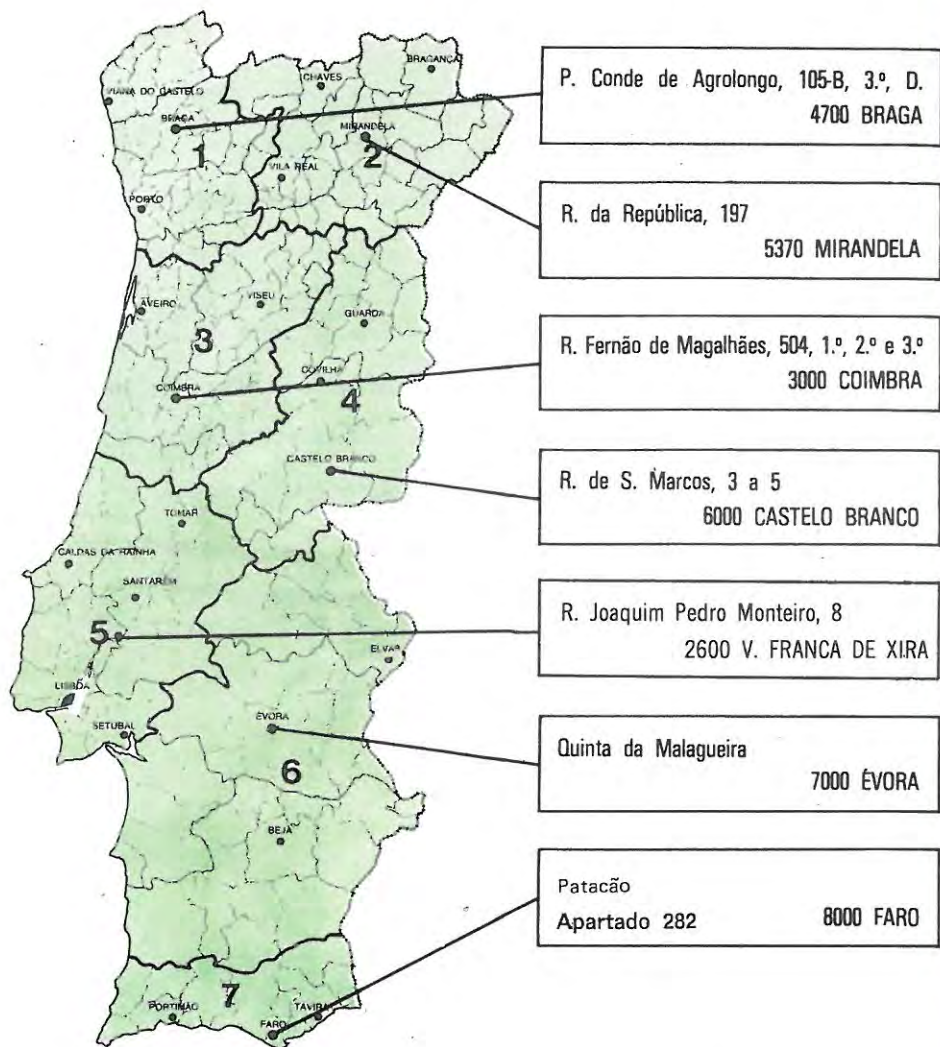 P. Conde de Agrolongo, 105-B, 3.º, D.
4700 BRAGA
R. da República, 197
5370 MIRANDELA
R. Fernão de Magalhães, 504, 1.º, 2.º e 3.º
3000 COIMBRA
R. de S. Marcos, 3 a 5
6000 CASTELO BRANCO
R. Joaquim Pedro Monteiro, 8
2600 V. FRANCA DE XIRA
Quinta da Malagueira
7000 ÉVORA
Patacão
Apartado 282 8000 FARO
BRAGANÇA
CHAVES
VIANA DO CASTELO
BRAGA
1
MIRANDELA
2
VILA REAL
PORTO
AVEIRO
VISEU
GUARDA
3
COVILHA
COIMBRA
4
CASTELO BRANCO
TOMAR
CALDAS DA RAINHA
SANTARÉM
5
ELVAS
LISBOA
SETUBAL
ÉVORA
6
BEJA
7
PORTIMÃO
TAVIRA
FARO